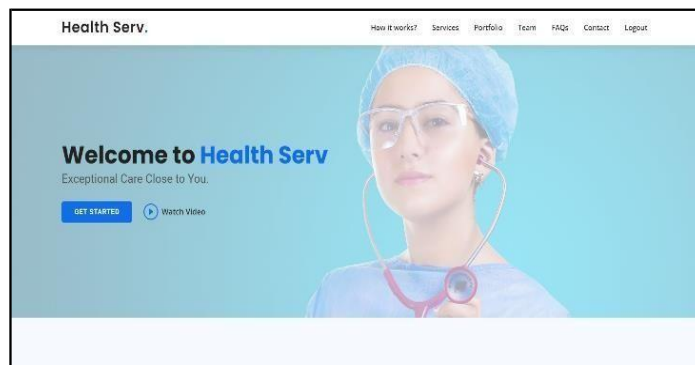 Health Serv.
How it works? Services Portfolio Team FAQs Contact Logout
Welcome to Health Serv
Exceptional Care Close to You.
GET STARTED Watch Video